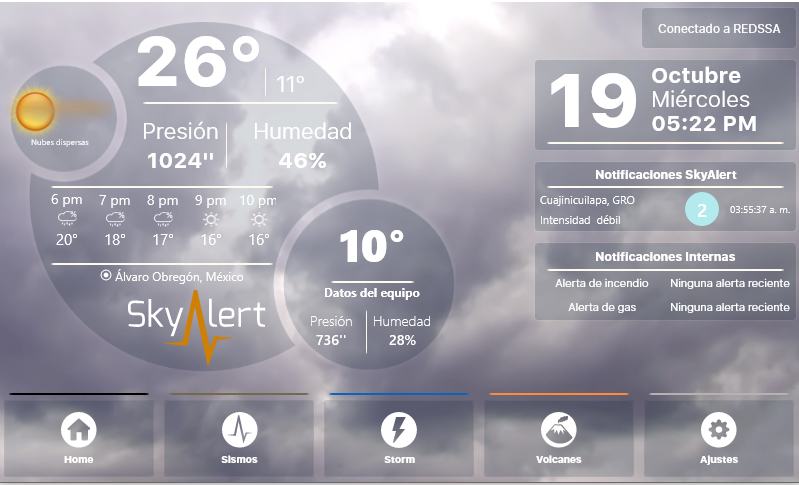 Conectado a REDSSA
26°
11°
Nubes dispersas
Presión
1024''
Humedad
46%
6 pm 7 pm 8 pm 9 pm 10 pm
20° 18° 17° 16° 16°
Álvaro Obregón, México
SkyAlert
10°
Datos del equipo
Presión
736''
Humedad
28%
19
Octubre
Miércoles
05:22 PM
Notificaciones SkyAlert
Cuajinicuilapa, GRO
Intensidad débil
2
03:55:37 a. m.
Notificaciones Internas
Alerta de incendio Ninguna alerta reciente
Alerta de gas Ninguna alerta reciente
Home Sismos Storm Volcanes Ajustes